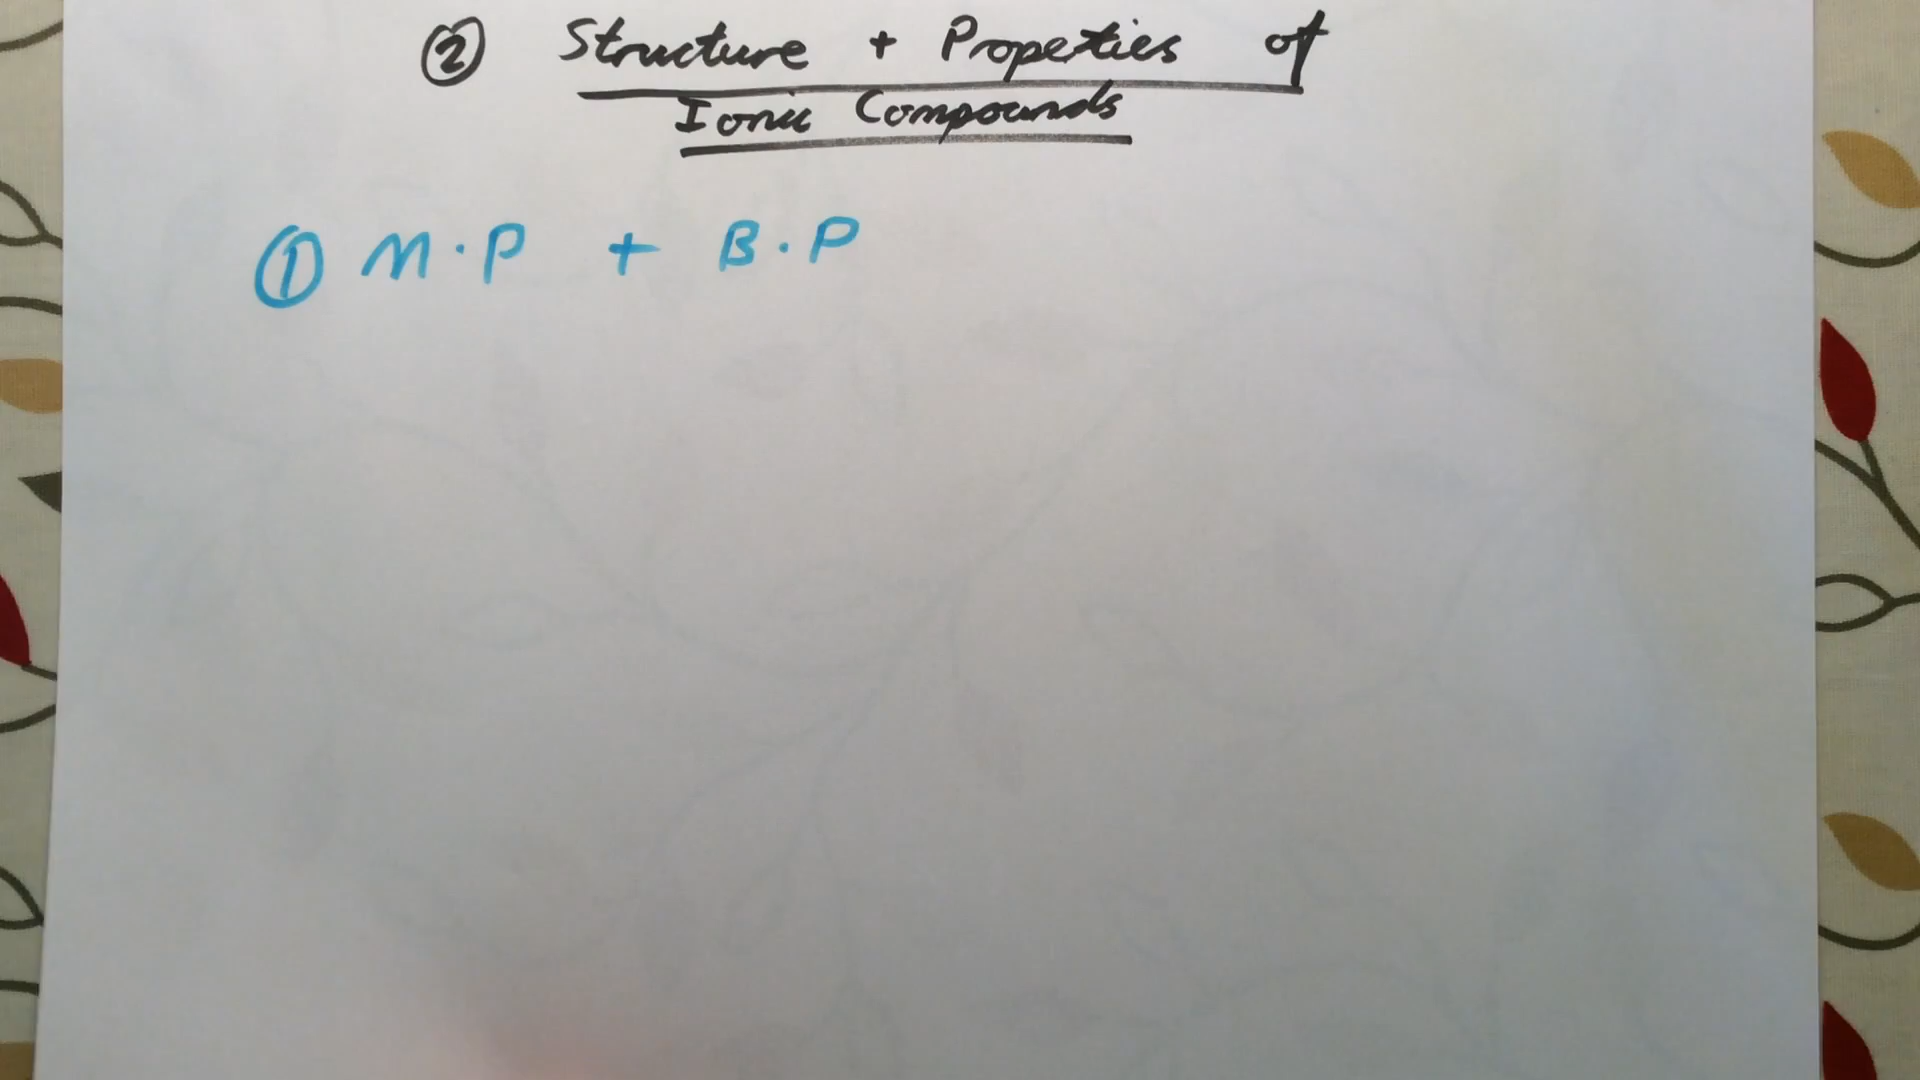 ② Structure + Properties of
Ionic Compounds
① M.P + B.P